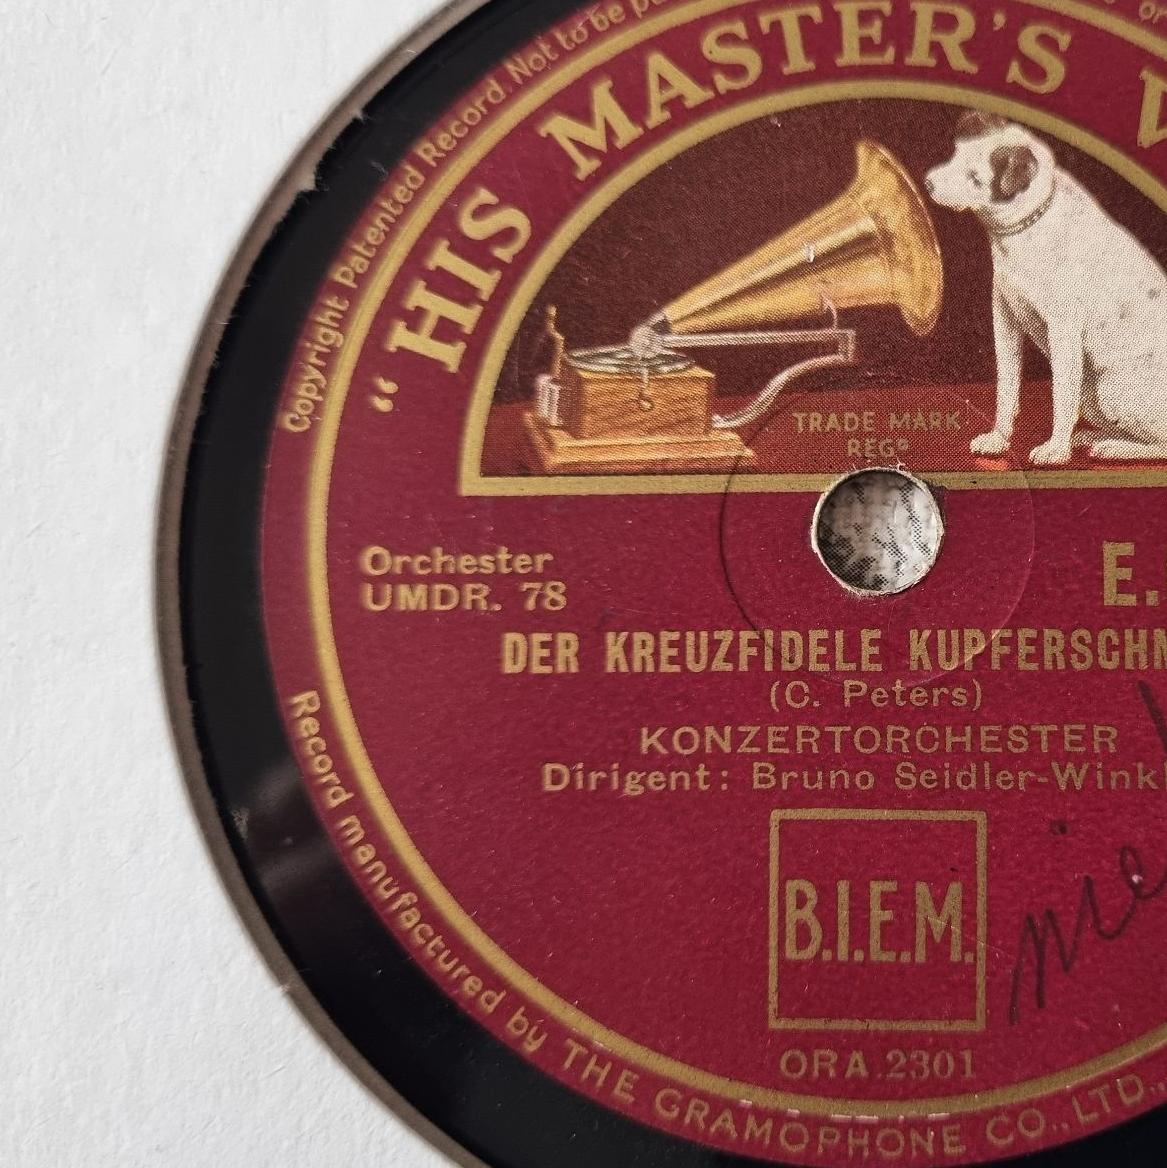 Copyright Patented Record. Not to be
"HIS MASTER'S V
TRADE MARK
REGD
Orchester
UMDR. 78
E.
DER KREUZFIDELE KUPFERSCHM
(C. Peters)
KONZERTORCHESTER
Dirigent: Bruno Seidler-Winkl
B.I.E.M.
ORA 2301
Record manufactured by THE GRAMOPHONE CO., LTD.,